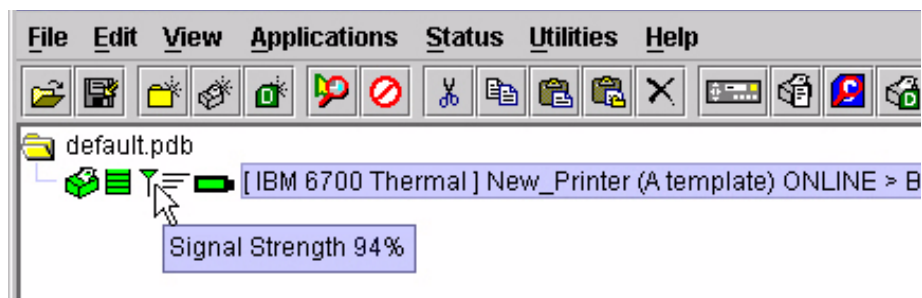 File Edit View Applications Status Utilities Help
default.pdb
[ IBM 6700 Thermal ] New_Printer (A template) ONLINE > B
Signal Strength 94%